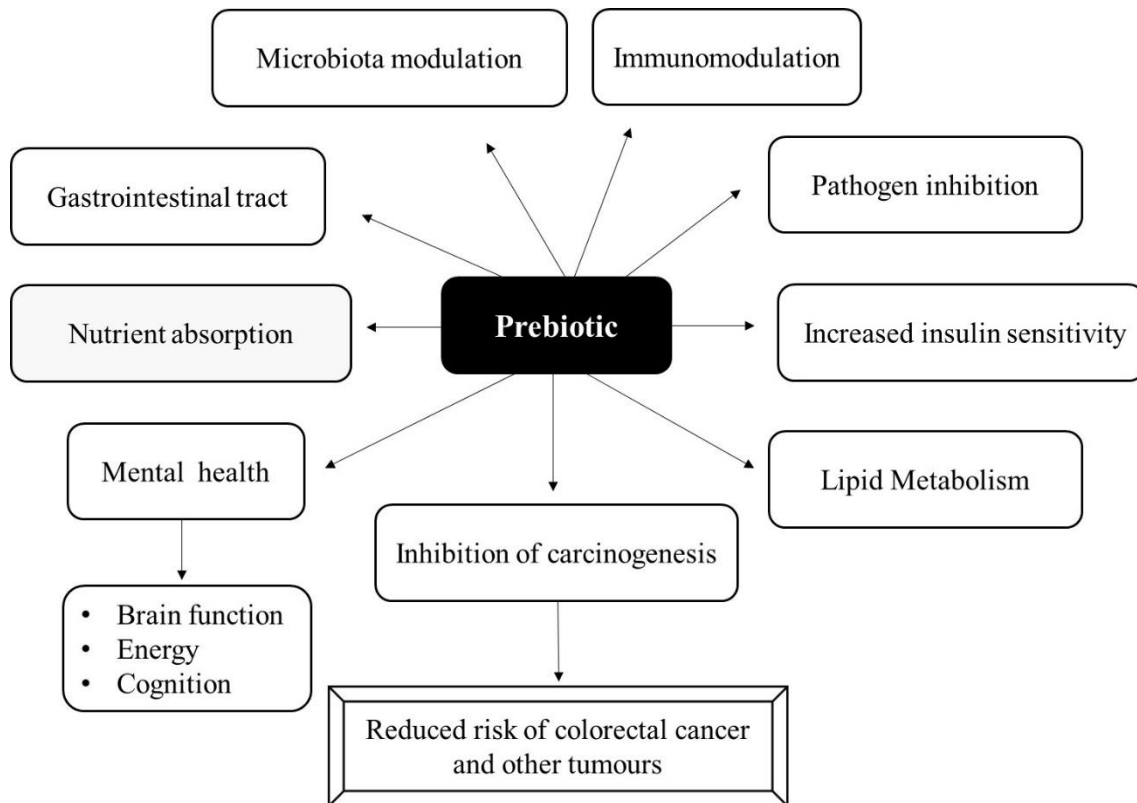 Microbiota modulation
Immunomodulation
Gastrointestinal tract
Pathogen inhibition
Nutrient absorption
Prebiotic
Increased insulin sensitivity
Mental health
Lipid Metabolism
Inhibition of carcinogenesis
• Brain function
• Energy
• Cognition
Reduced risk of colorectal cancer
and other tumours